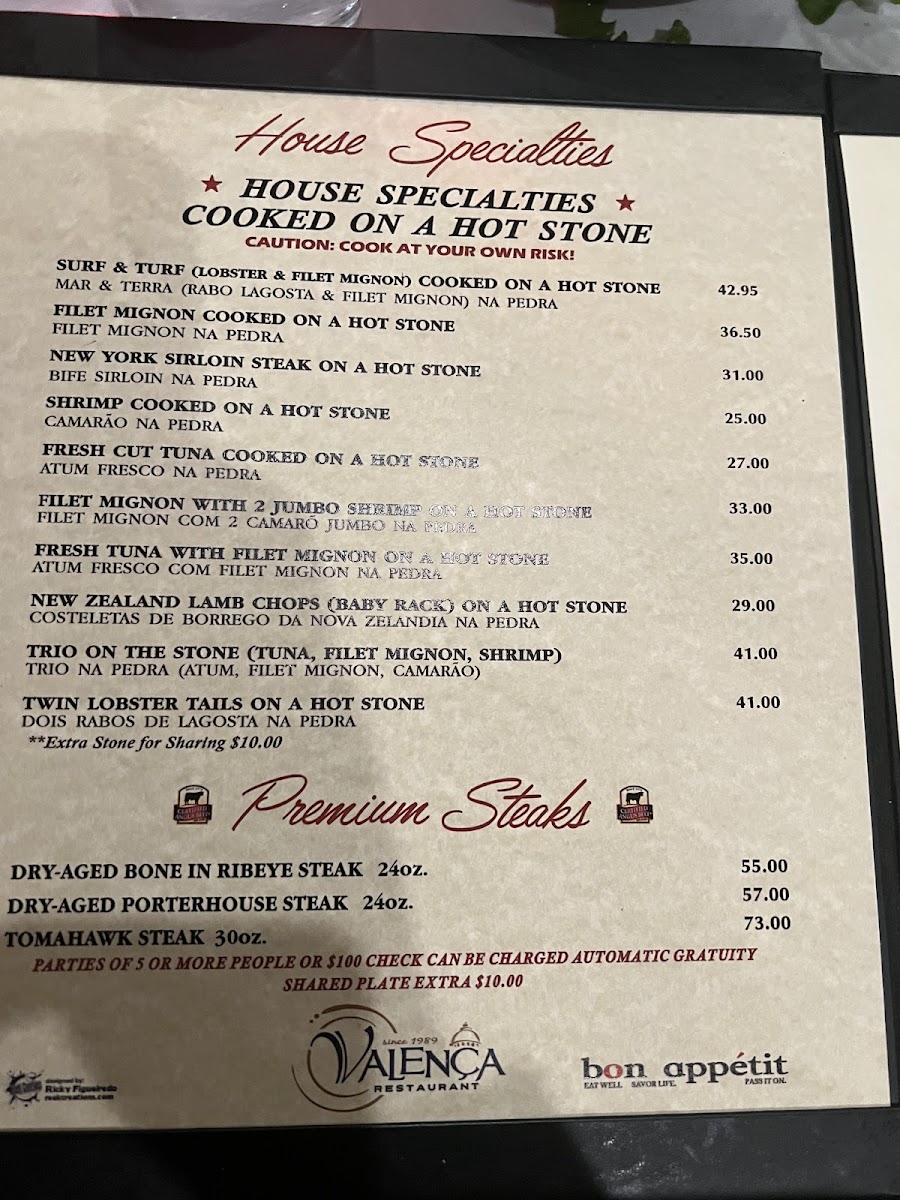 House Specialties
HOUSE SPECIALTIES
COOKED ON A HOT STONE
CAUTION: COOK AT YOUR OWN RISK!
SURF & TURF (LOBSTER & FILET MIGNON) COOKED ON A HOT STONE 42.95
MAR & TERRA (RABO LAGOSTA & FILET MIGNON) NA PEDRA
FILET MIGNON COOKED ON A HOT STONE 36.50
FILET MIGNON NA PEDRA
NEW YORK SIRLOIN STEAK ON A HOT STONE 31.00
BIFE SIRLOIN NA PEDRA
SHRIMP COOKED ON A HOT STONE 25.00
CAMARÃO NA PEDRA
FRESH CUT TUNA COOKED ON A HOT STONE 27.00
ATUM FRESCO NA PEDRA
FILET MIGNON WITH 2 JUMBO SHRIMP ON A HOT STONE 33.00
FILET MIGNON COM 2 CAMARÕ JUMBO NA PEDRA
FRESH TUNA WITH FILET MIGNON ON A HOT STONE 35.00
ATUM FRESCO COM FILET MIGNON NA PEDRA
NEW ZEALAND LAMB CHOPS (BABY RACK) ON A HOT STONE 29.00
COSTELETAS DE BORREGO DA NOVA ZELANDIA NA PEDRA
TRIO ON THE STONE (TUNA, FILET MIGNON, SHRIMP) 41.00
TRIO NA PEDRA (ATUM, FILET MIGNON, CAMARÃO)
TWIN LOBSTER TAILS ON A HOT STONE 41.00
DOIS RABOS DE LAGOSTA NA PEDRA
**Extra Stone for Sharing $10.00
Premium Steaks
CERTIFIED
ANGUS BEEF
CERTIFIED
ANGUS BEEF
DRY-AGED BONE IN RIBEYE STEAK 24oz. 55.00
DRY-AGED PORTERHOUSE STEAK 24oz. 57.00
TOMAHAWK STEAK 30oz. 73.00
PARTIES OF 5 OR MORE PEOPLE OR $100 CHECK CAN BE CHARGED AUTOMATIC GRATUITY
SHARED PLATE EXTRA $10.00
since 1989
VALENÇA
RESTAURANT
designed by:
Ricky Figueiredo
bon appétit
EAT WELL SAVOR LIFE. PASS IT ON.